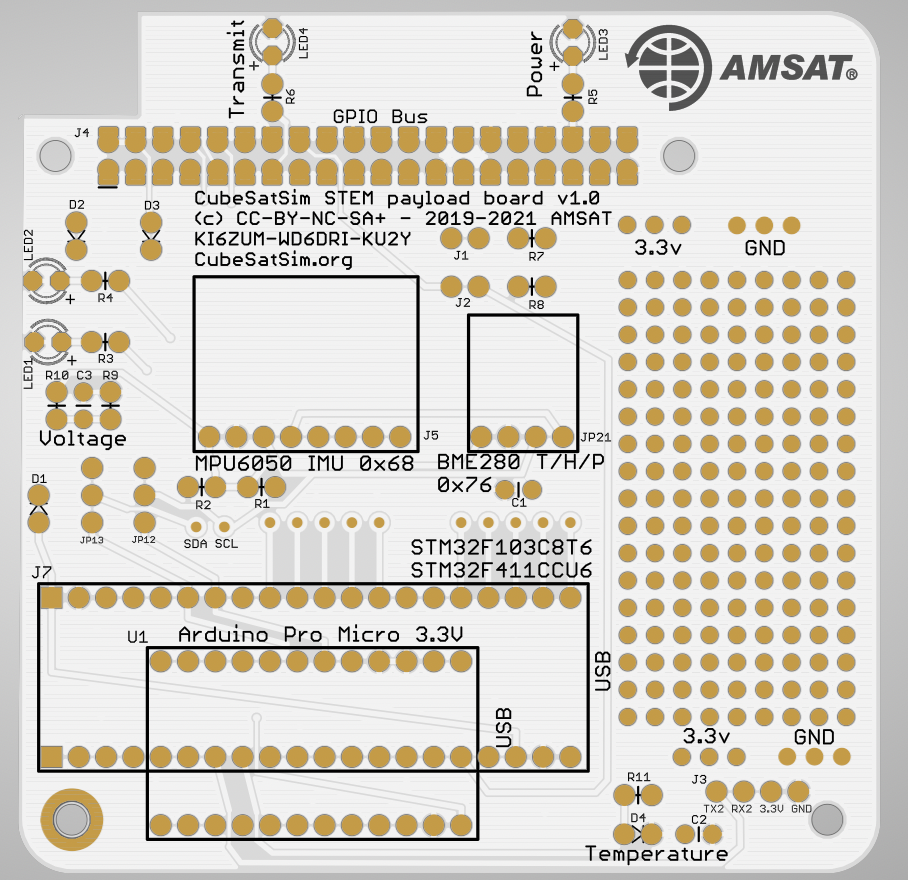 Transmit
LED4
+
R6
Power
LED3
+
R5
AMSAT®
GPIO Bus
J4
CubeSatSim STEM payload board v1.0
(c) CC-BY-NC-SA+ - 2019-2021 AMSAT
KI6ZUM-WD6DRI-KU2Y
CubeSatSim.org
D2
D3
J1
R7
3.3v
GND
LED2
+
R4
J2
R8
LED1
+
R3
R10 C3 R9
Voltage
J5
JP21
MPU6050 IMU 0x68
BME280 T/H/P
0x76
C1
D1
R2
R1
JP13
JP12
SDA SCL
STM32F103C8T6
STM32F411CCU6
J7
U1
Arduino Pro Micro 3.3V
USB
USB
3.3v
GND
R11
J3
TX2 RX2 3.3V GND
D4
C2
Temperature